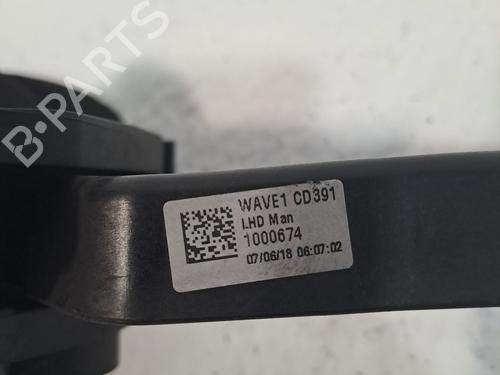 B-PARTS
WAVE1 CD391
LHD Man
1000674
07/06/18 06:07:02